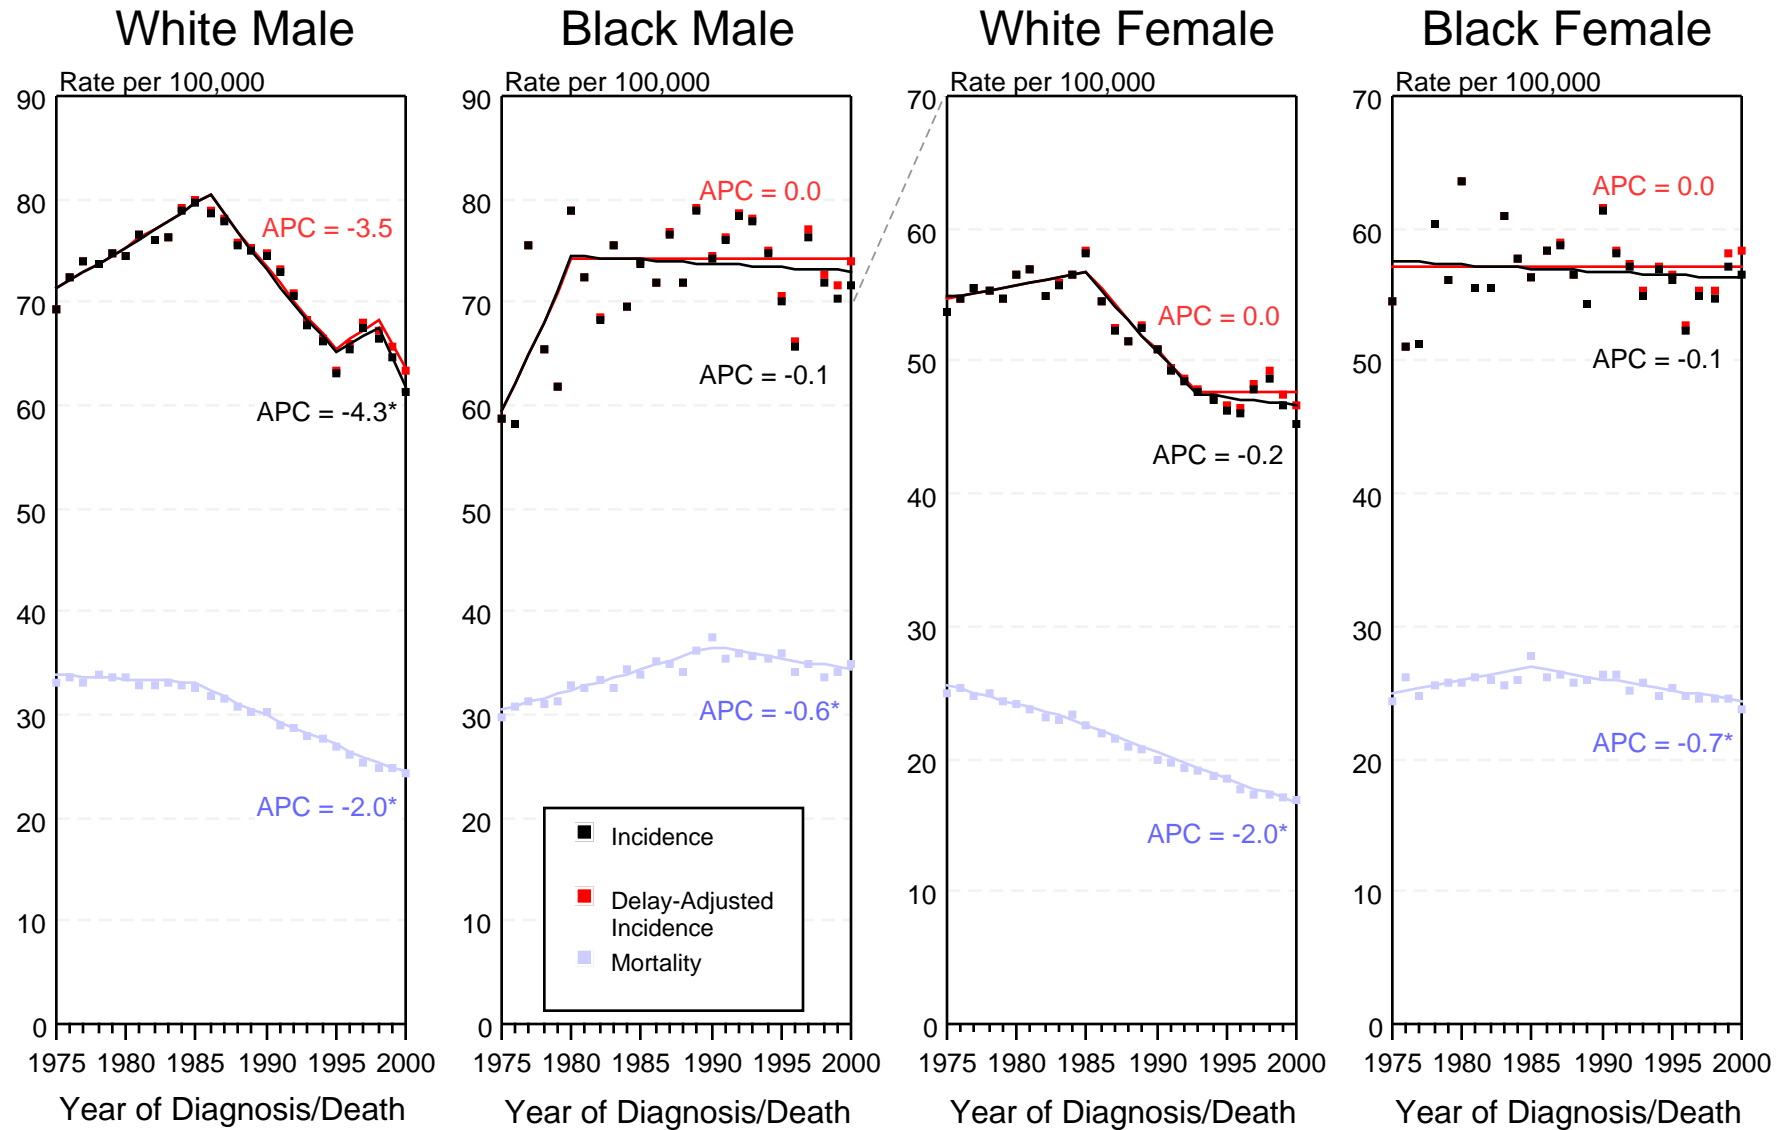 White Male
Black Male
White Female
Black Female
Rate per 100,000
Rate per 100,000
Rate per 100,000
Rate per 100,000
90
80
70
60
50
40
30
20
10
0
APC = -3.5
APC = -4.3*
APC = -2.0*
1975 1980 1985 1990 1995 2000
Year of Diagnosis/Death
90
80
70
60
50
40
30
20
10
0
APC = 0.0
APC = -0.1
APC = -0.6*
Incidence
Delay-Adjusted
Incidence
Mortality
1975 1980 1985 1990 1995 2000
Year of Diagnosis/Death
70
60
50
40
30
20
10
0
APC = 0.0
APC = -0.2
APC = -2.0*
1975 1980 1985 1990 1995 2000
Year of Diagnosis/Death
70
60
50
40
30
20
10
0
APC = 0.0
APC = -0.1
APC = -0.7*
1975 1980 1985 1990 1995 2000
Year of Diagnosis/Death